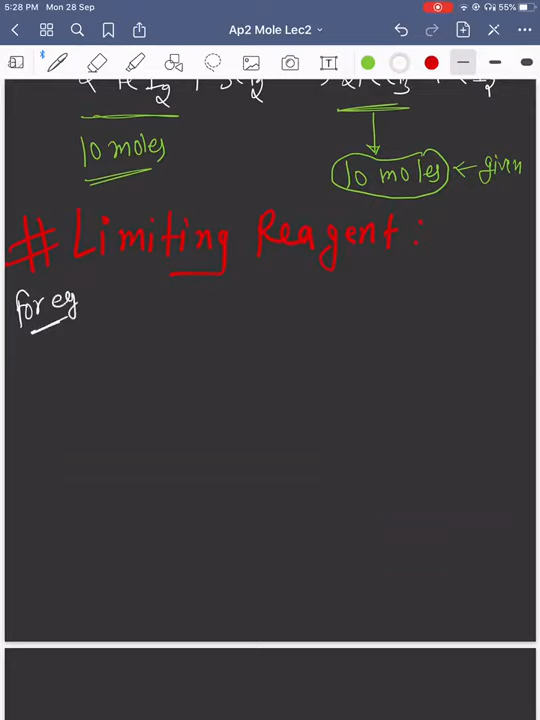 5:28 PM Mon 28 Sep
55%
Ap2 Mole Lec2
T
10 moles
10 moles ← given
# Limiting Reagent :
for eg